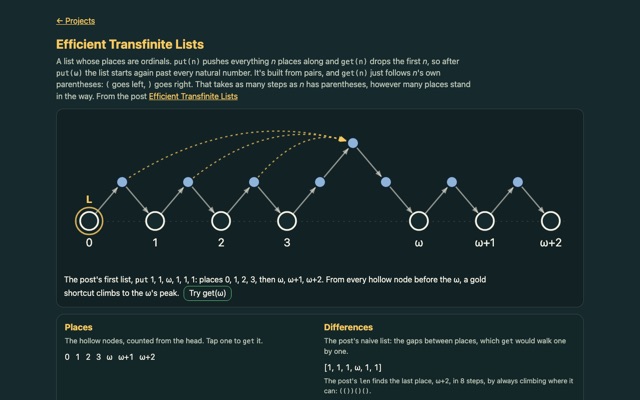 ← Projects
Efficient Transfinite Lists
A list whose places are ordinals. put(n) pushes everything n places along and get(n) drops the first n, so after
put(ω) the list starts again past every natural number. It's built from pairs, and get(n) just follows n's own
parentheses: ( goes left, ) goes right. That takes as many steps as n has parentheses, however many places stand
in the way. From the post Efficient Transfinite Lists
L
0 1 2 3 ω ω+1 ω+2
The post's first list, put 1, 1, ω, 1, 1, 1: places 0, 1, 2, 3, then ω, ω+1, ω+2. From every hollow node before the ω, a gold
shortcut climbs to the ω's peak. Try get(ω)
Places
The hollow nodes, counted from the head. Tap one to get it.
0 1 2 3 ω ω+1 ω+2
Differences
The post's naive list: the gaps between places, which get would walk one
by one.
[1, 1, 1, ω, 1, 1]
The post's len finds the last place, ω+2, in 8 steps, by always climbing where it
can: (())()().